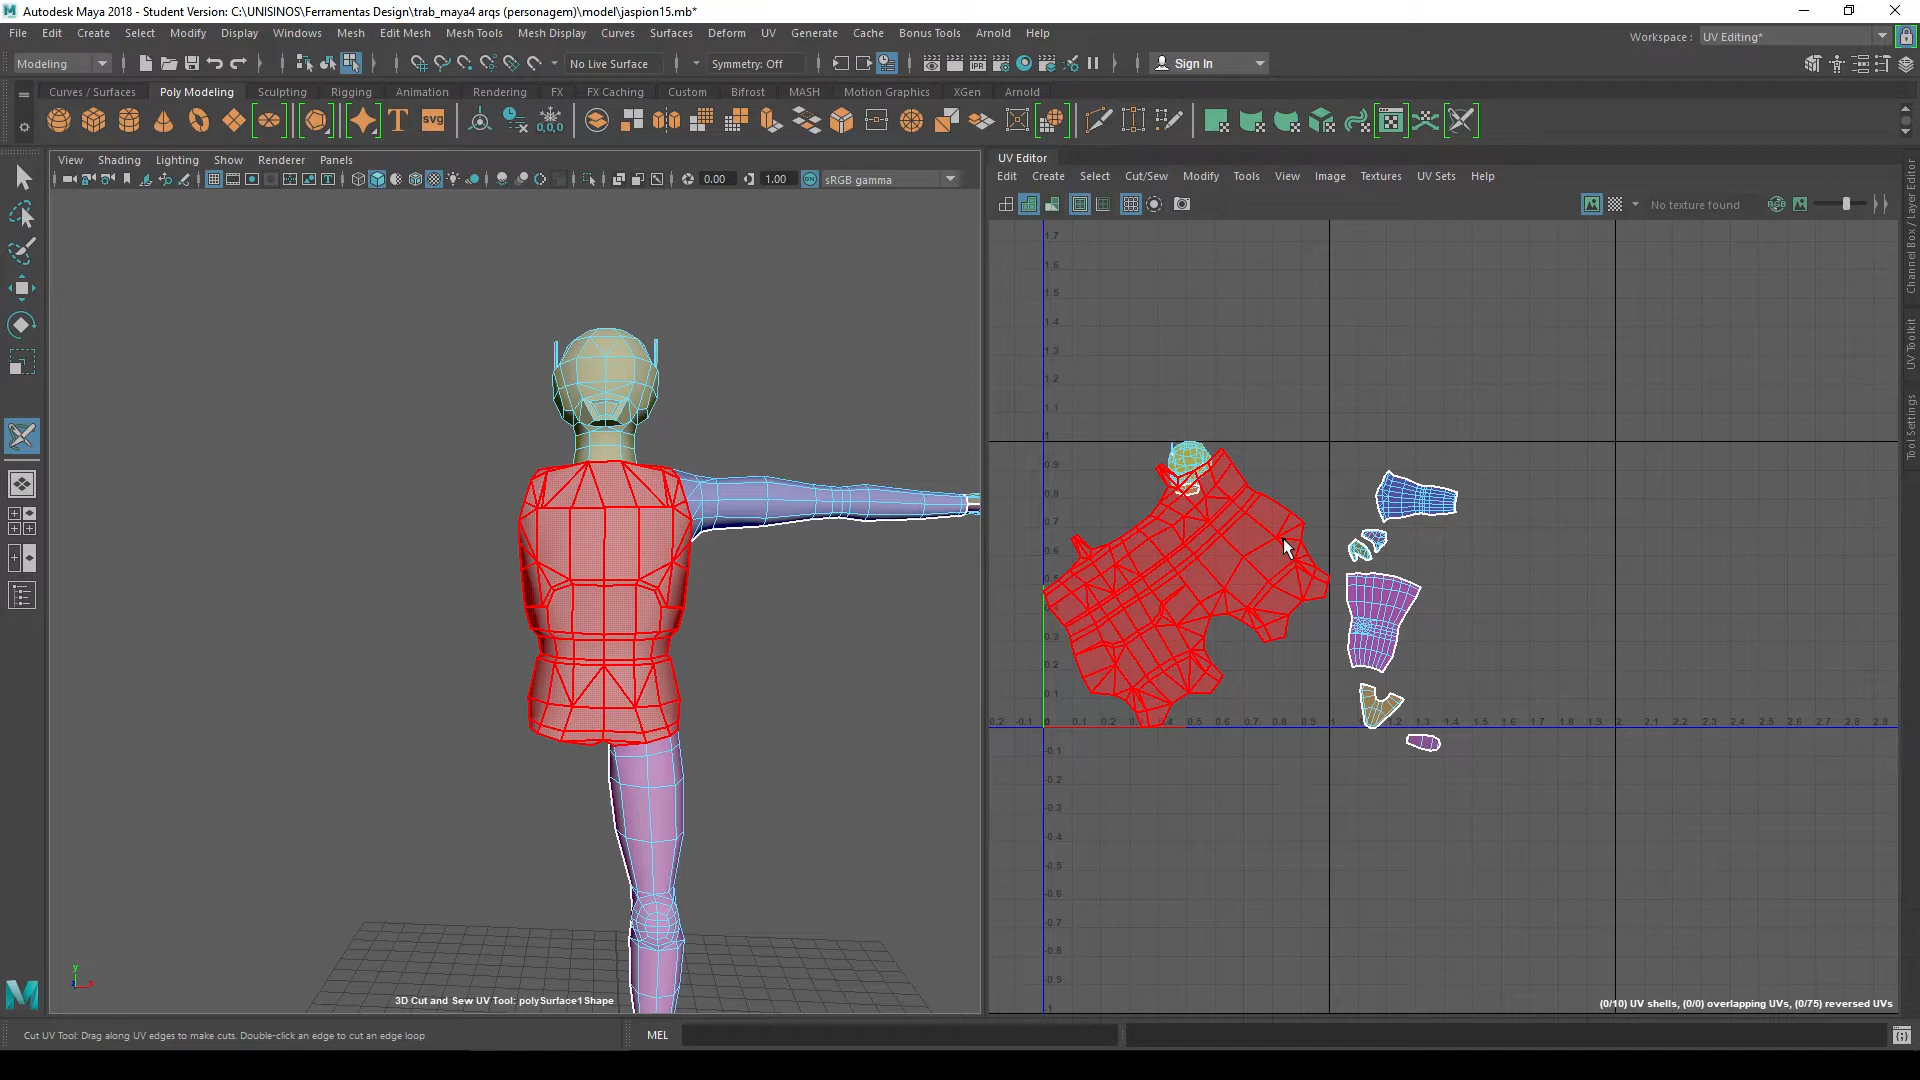 Autodesk Maya 2018 - Student Version: C:\UNISINOS\Ferramentas Design\trab_maya4 arqs (personagem)\model\jaspion15.mb*
File Edit Create Select Modify Display Windows Mesh Edit Mesh Mesh Tools Mesh Display Curves Surfaces Deform UV Generate Cache Bonus Tools Arnold Help
Workspace : UV Editing*
Modeling No Live Surface Symmetry: Off Sign In
Curves / Surfaces Poly Modeling Sculpting Rigging Animation Rendering FX FX Caching Custom Bifrost MASH Motion Graphics XGen Arnold
T svg 0,0,0
View Shading Lighting Show Renderer Panels
0.00 1.00 ON sRGB gamma
UV Editor
Edit Create Select Cut/Sew Modify Tools View Image Textures UV Sets Help
No texture found RGB
Channel Box / Layer Editor
UV Toolkit
Tool Settings
1.7
1.6
1.5
1.4
1.3
1.2
1.1
1
0.9
0.8
0.7
0.6
0.5
0.4
0.3
0.2
0.1
0.2 -0.1 0 0.1 0.2 0.3 0.4 0.5 0.6 0.7 0.8 0.9 1 1.2 1.3 1.4 1.5 1.6 1.7 1.8 1.9 2 2.1 2.2 2.3 2.4 2.5 2.6 2.7 2.8 2.9
-0.1
-0.2
-0.3
-0.4
-0.5
-0.6
-0.7
-0.8
-0.9
y
x
3D Cut and Sew UV Tool: polySurface1Shape
(0/10) UV shells, (0/0) overlapping UVs, (0/75) reversed UVs
Cut UV Tool: Drag along UV edges to make cuts. Double-click an edge to cut an edge loop
MEL